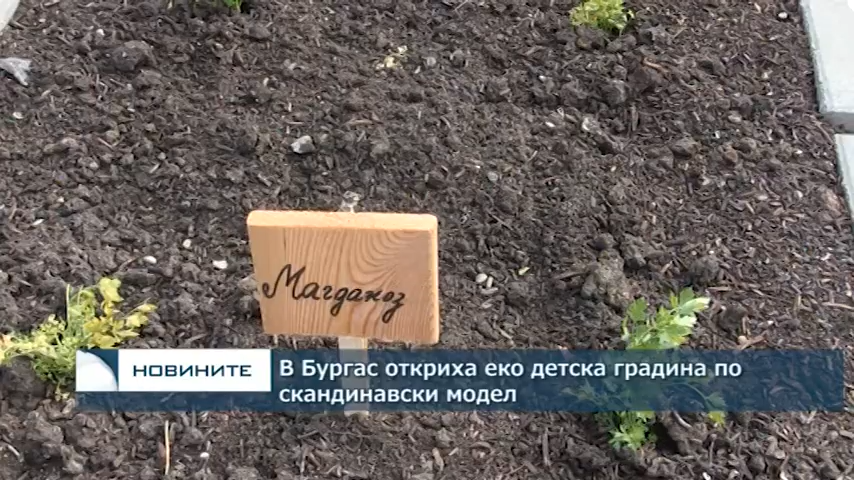 Магданоз
НОВИНИТЕ
В Бургас откриха еко детска градина по
скандинавски модел